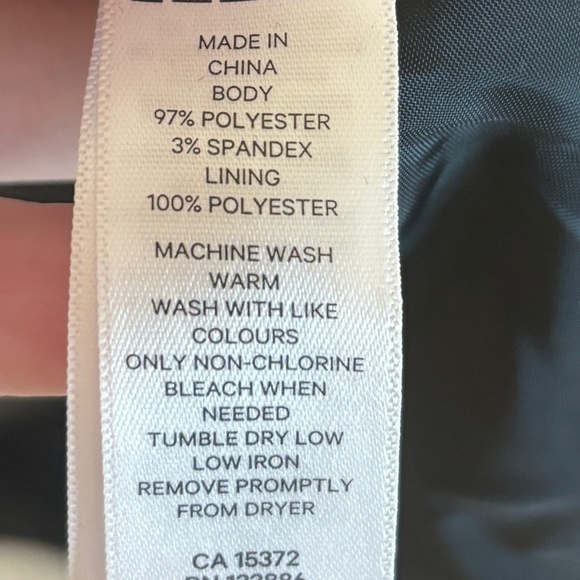 MADE IN
CHINA
BODY
97% POLYESTER
3% SPANDEX
LINING
100% POLYESTER
MACHINE WASH
WARM
WASH WITH LIKE
COLOURS
ONLY NON-CHLORINE
BLEACH WHEN
NEEDED
TUMBLE DRY LOW
LOW IRON
REMOVE PROMPTLY
FROM DRYER
CA 15372